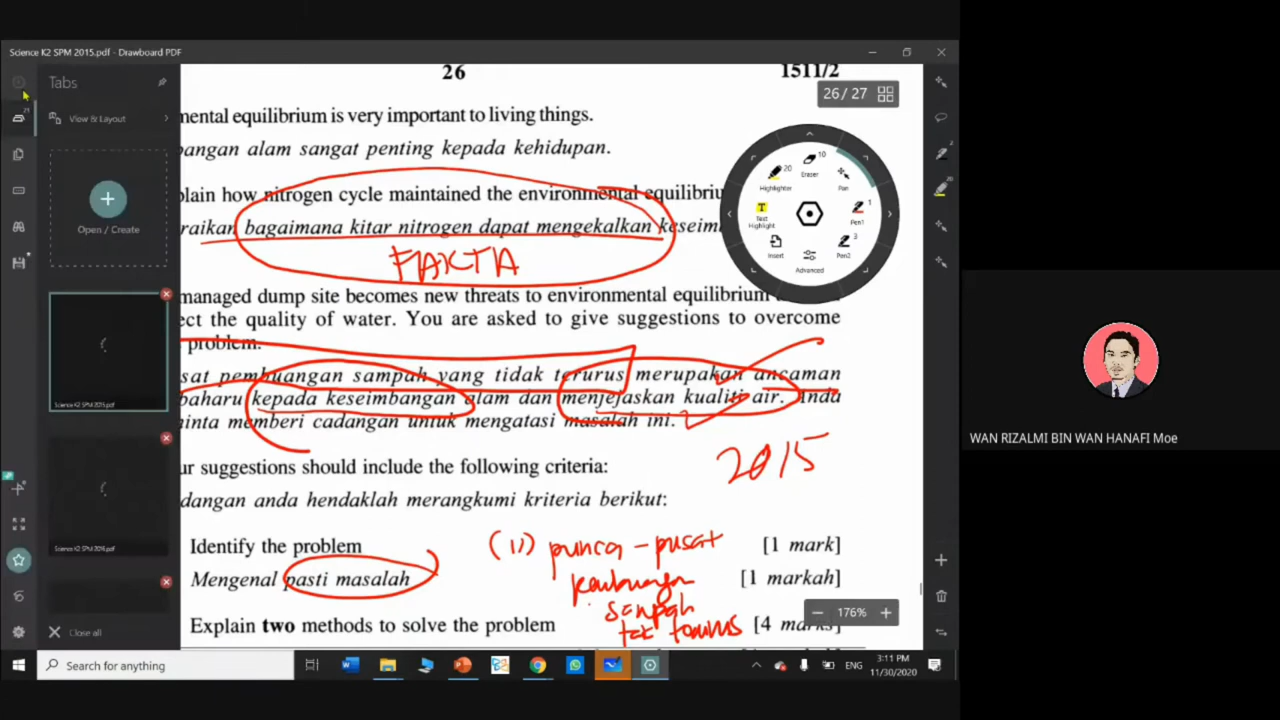 Science K2 SPM 2015.pdf - Drawboard PDF
Tabs
View & Layout
Open / Create
Science K2 SPM 2015.pdf
Science K2 SPM 2016.pdf
Close all
26
1511/2
26 / 27
mental equilibrium is very important to living things.
bangan alam sangat penting kepada kehidupan.
plain how nitrogen cycle maintained the environmental equilibriu
raikan bagaimana kitar nitrogen dapat mengekalkan keseim
FAKTA
managed dump site becomes new threats to environmental equilibrium
ect the quality of water. You are asked to give suggestions to overcome
problem.
sat pembuangan sampah yang tidak terurus merupakan ancaman
baharu kepada keseimbangan alam dan menjejaskan kualiti air. Anda
minta memberi cadangan untuk mengatasi masalah ini.
2015
ur suggestions should include the following criteria:
dangan anda hendaklah merangkumi kriteria berikut:
Identify the problem
(1) punca - pusat
[1 mark]
Mengenal pasti masalah
[1 markah]
sampah
Explain two methods to solve the problem
tak
[4 marks]
Highlighter
20
Eraser
10
Pan
Text Highlight
Pen1
1
Insert
Pen2
3
Advanced
176%
Search for anything
ENG
3:11 PM
11/30/2020
WAN RIZALMI BIN WAN HANAFI Moe